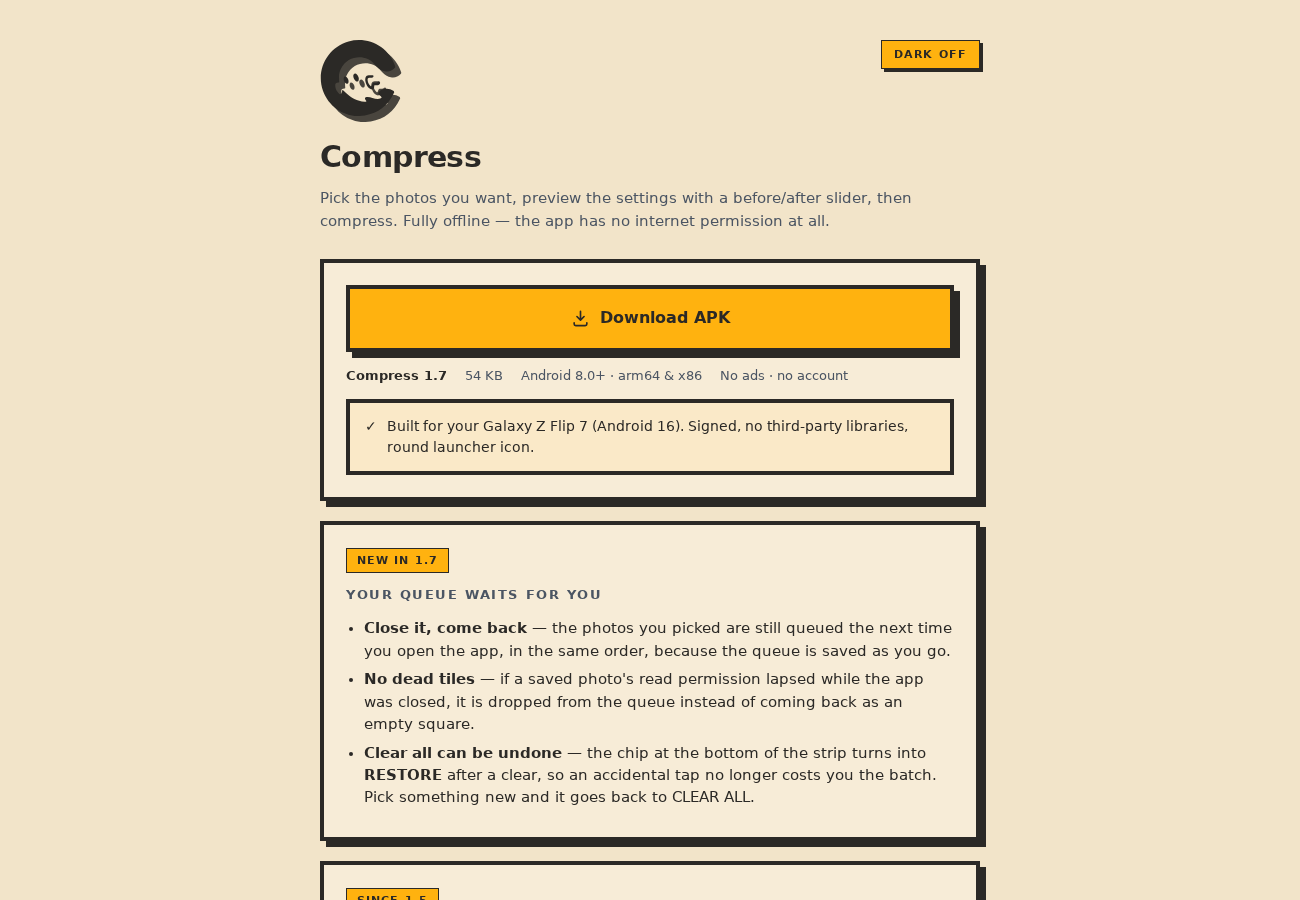 DARK OFF
Compress
Pick the photos you want, preview the settings with a before/after slider, then
compress. Fully offline — the app has no internet permission at all.
Download APK
Compress 1.7 54 KB Android 8.0+ · arm64 & x86 No ads · no account
✓ Built for your Galaxy Z Flip 7 (Android 16). Signed, no third-party libraries,
round launcher icon.
NEW IN 1.7
YOUR QUEUE WAITS FOR YOU
• Close it, come back — the photos you picked are still queued the next time
you open the app, in the same order, because the queue is saved as you go.
• No dead tiles — if a saved photo's read permission lapsed while the app
was closed, it is dropped from the queue instead of coming back as an
empty square.
• Clear all can be undone — the chip at the bottom of the strip turns into
RESTORE after a clear, so an accidental tap no longer costs you the batch.
Pick something new and it goes back to CLEAR ALL.
SINCE 1.5